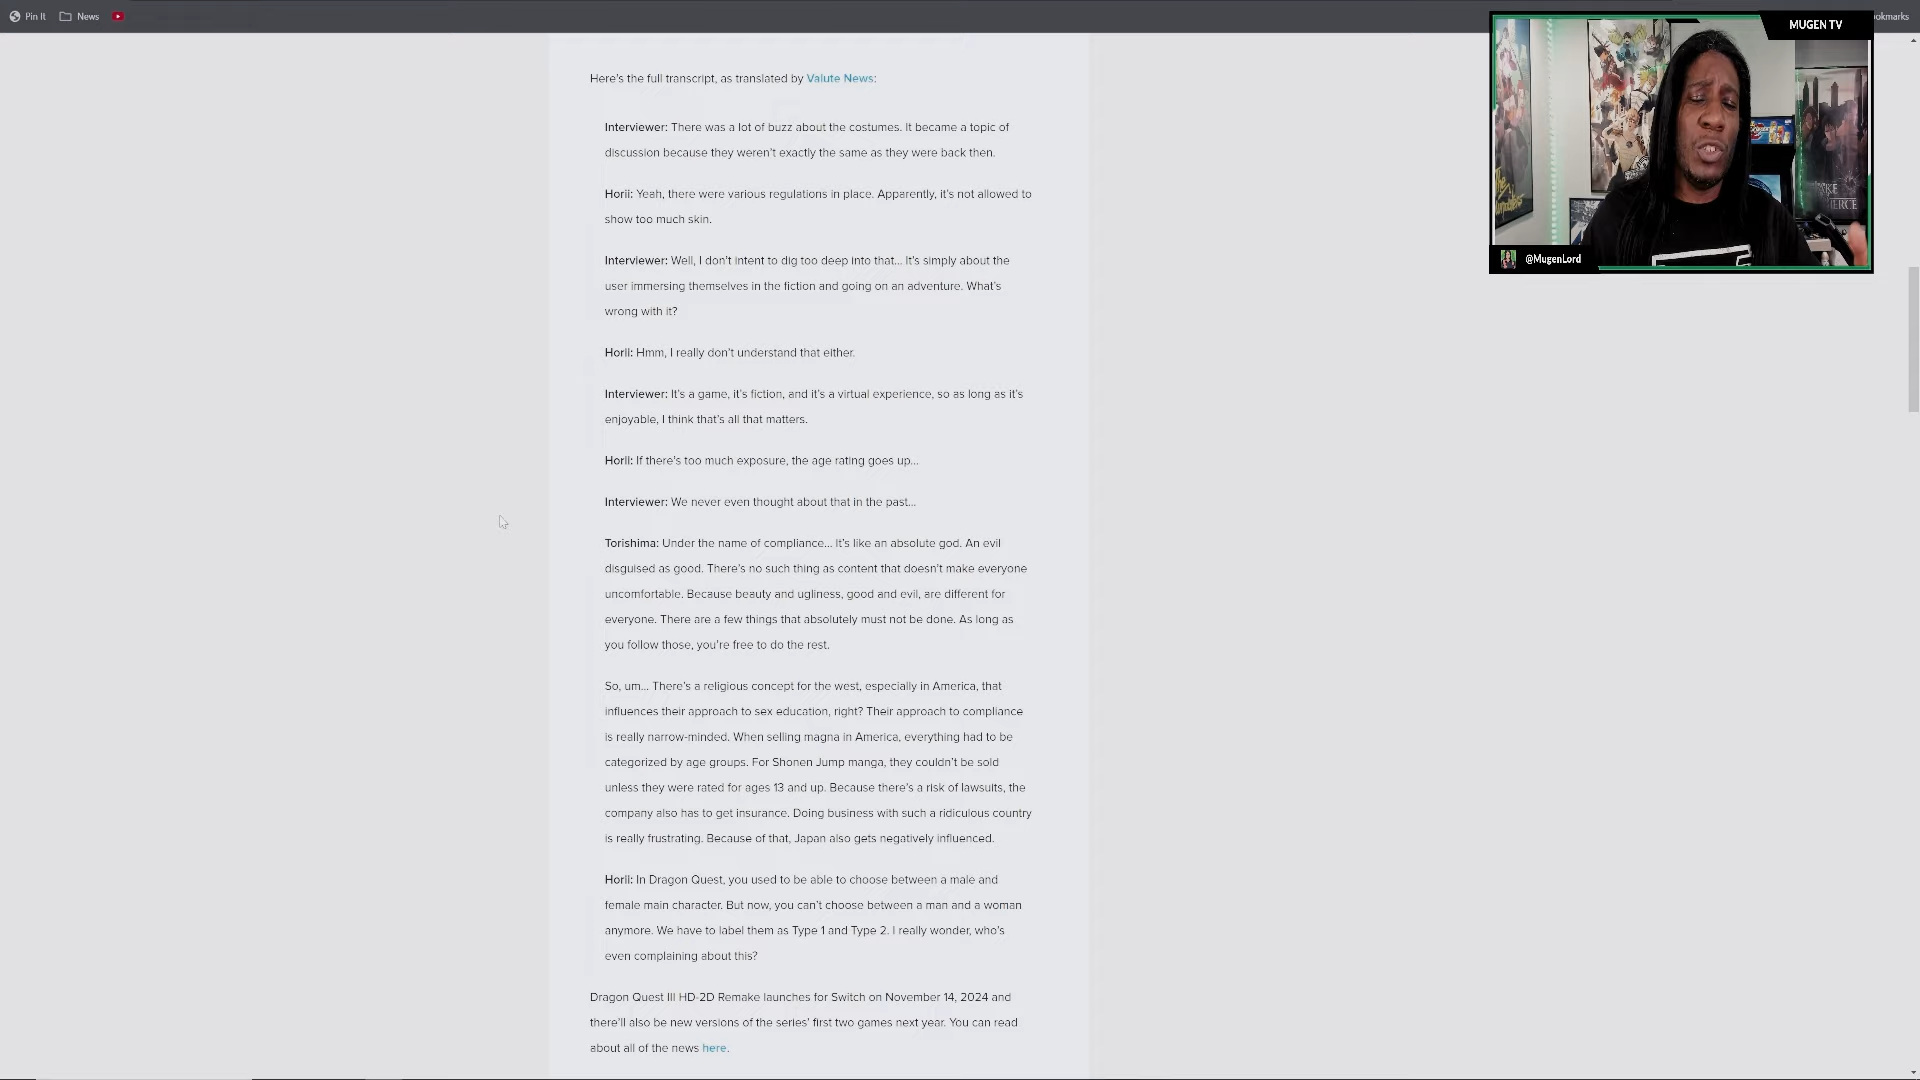 Pin It News
okmarks
MUGEN TV
@MugenLord
Here's the full transcript, as translated by Valute News:
Interviewer: There was a lot of buzz about the costumes. It became a topic of
discussion because they weren't exactly the same as they were back then.
Horii: Yeah, there were various regulations in place. Apparently, it's not allowed to
show too much skin.
Interviewer: Well, I don't intend to dig too deep into that... It's simply about the
user immersing themselves in the fiction and going on an adventure. What's
wrong with it?
Horii: Hmm, I really don't understand that either.
Interviewer: It's a game, it's fiction, and it's a virtual experience, so as long as it's
enjoyable, I think that's all that matters.
Horii: If there's too much exposure, the age rating goes up...
Interviewer: We never even thought about that in the past...
Torishima: Under the name of compliance... It's like an absolute god. An evil
disguised as good. There's no such thing as content that doesn't make everyone
uncomfortable. Because beauty and ugliness, good and evil, are different for
everyone. There are a few things that absolutely must not be done. As long as
you follow those, you're free to do the rest.
So, um... There's a religious concept for the west, especially in America, that
influences their approach to sex education, right? Their approach to compliance
is really narrow-minded. When selling magna in America, everything had to be
categorized by age groups. For Shonen Jump manga, they couldn't be sold
unless they were rated for ages 13 and up. Because there's a risk of lawsuits, the
company also has to get insurance. Doing business with such a ridiculous country
is really frustrating. Because of that, Japan also gets negatively influenced.
Horii: In Dragon Quest, you used to be able to choose between a male and
female main character. But now, you can't choose between a man and a woman
anymore. We have to label them as Type 1 and Type 2. I really wonder, who's
even complaining about this?
Dragon Quest III HD-2D Remake launches for Switch on November 14, 2024 and
there'll also be new versions of the series' first two games next year. You can read
about all of the news here.